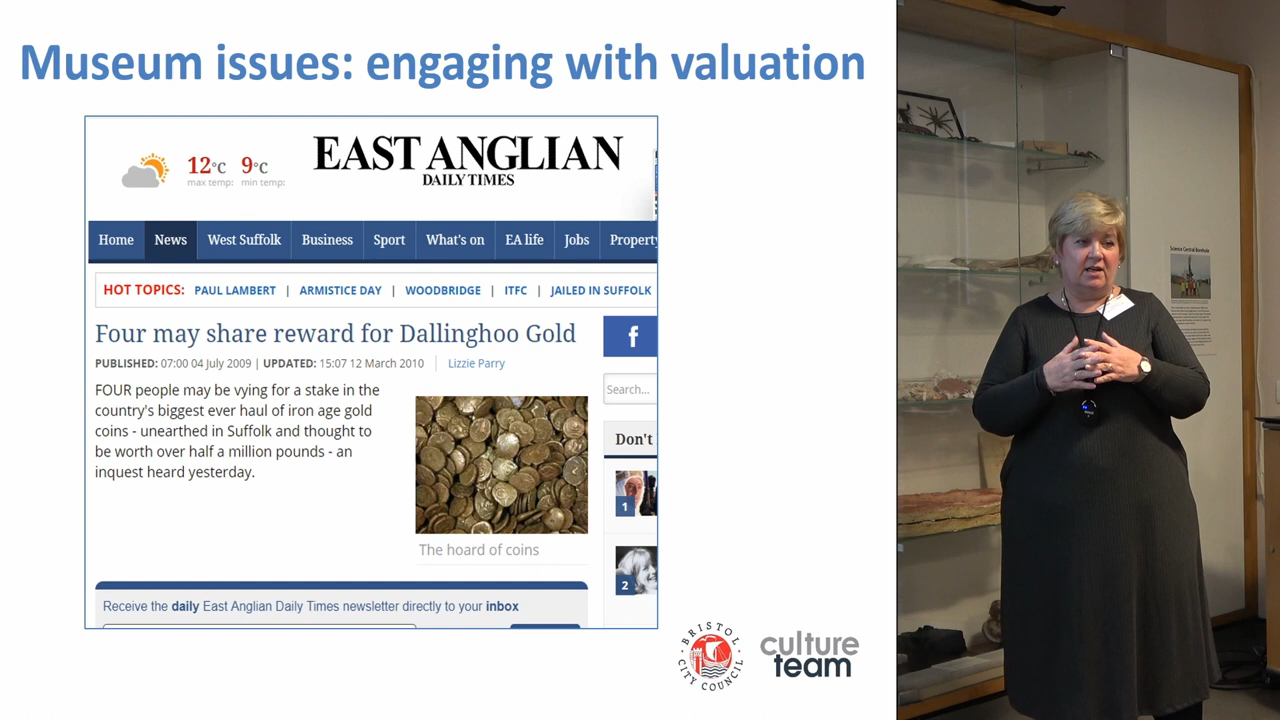 Museum issues: engaging with valuation
12°C 9°C
max temp: min temp:
EAST ANGLIAN
DAILY TIMES
Home News West Suffolk Business Sport What's on EA life Jobs Property
HOT TOPICS: PAUL LAMBERT | ARMISTICE DAY | WOODBRIDGE | ITFC | JAILED IN SUFFOLK
Four may share reward for Dallinghoo Gold
PUBLISHED: 07:00 04 July 2009 | UPDATED: 15:07 12 March 2010 | Lizzie Parry
FOUR people may be vying for a stake in the
country's biggest ever haul of iron age gold
coins - unearthed in Suffolk and thought to
be worth over half a million pounds - an
inquest heard yesterday.
The hoard of coins
f
Search...
Don't
1
2
Receive the daily East Anglian Daily Times newsletter directly to your inbox
BRISTOL
CITY COUNCIL
culture
team
Science Central Borehole